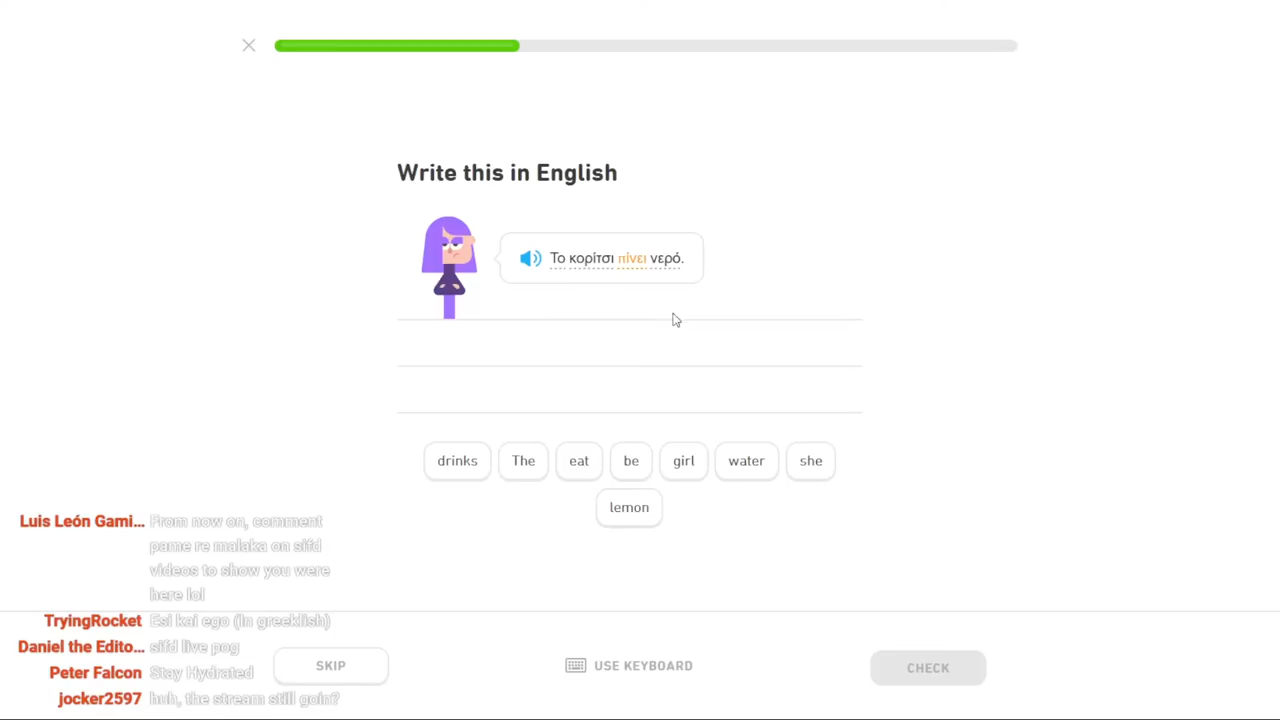 Write this in English
Το κορίτσι πίνει νερό.
drinks The eat be girl water she
lemon
Luis León Gami... From now on, comment
pame re malaka on sifd
videos to show you were
here lol
TryingRocket Esi kai ego (in greeklish)
Daniel the Edito... sifd live pog
Peter Falcon Stay Hydrated
jocker2597 huh, the stream still goin?
SKIP USE KEYBOARD CHECK